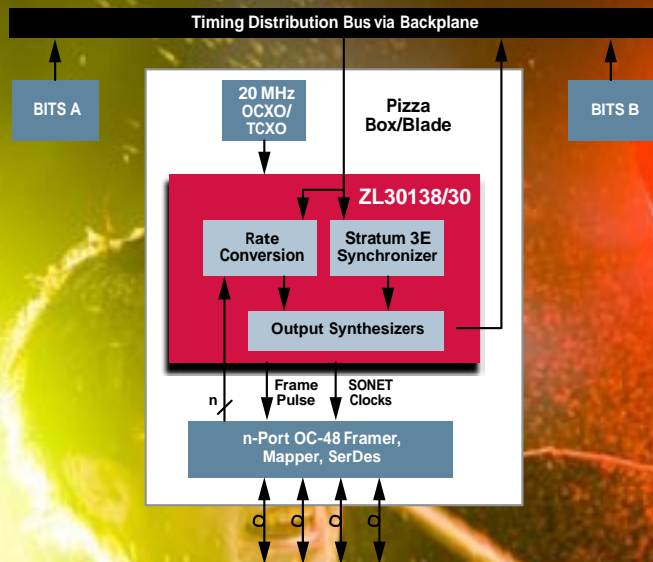 Timing Distribution Bus via Backplane
BITS A
20 MHz
OCXO/
TCXO
Pizza
Box/Blade
BITS B
ZL30138/30
Rate
Conversion
Stratum 3E
Synchronizer
Output Synthesizers
n
Frame
Pulse
SONET
Clocks
n-Port OC-48 Framer,
Mapper, SerDes